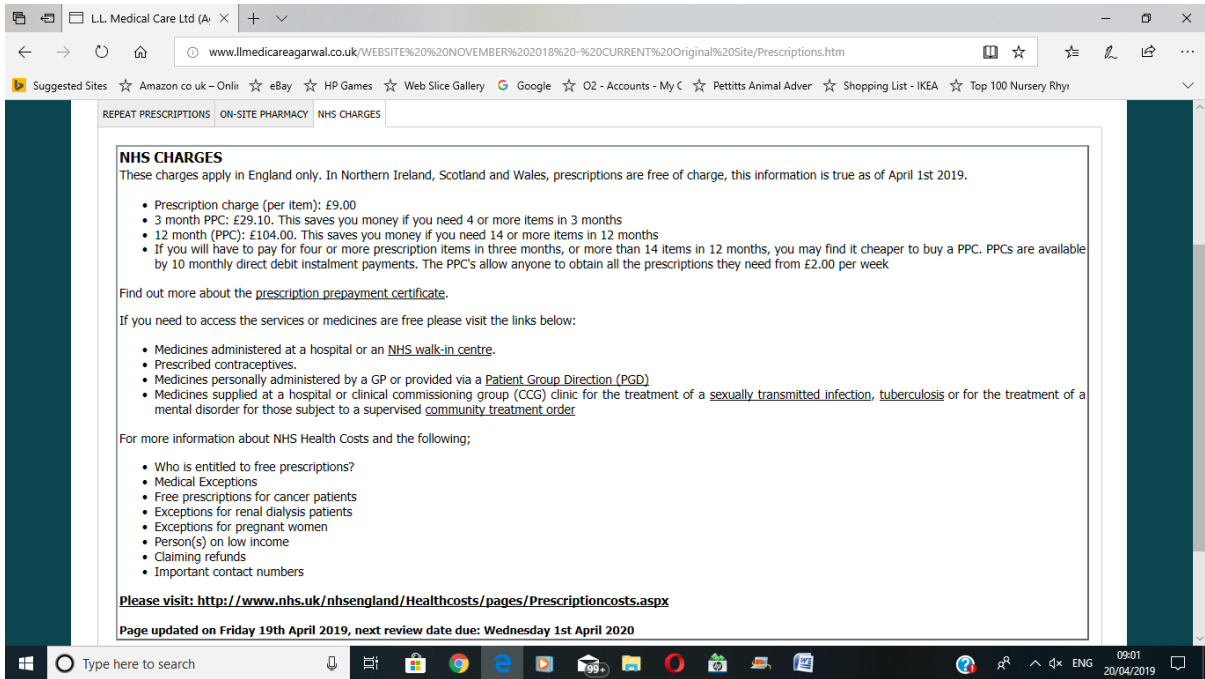 L.L. Medical Care Ltd (A
www.llmedicareagarwal.co.uk/WEBSITE%20%20NOVEMBER%202018%20-%20CURRENT%20Original%20Site/Prescriptions.htm
Suggested Sites Amazon co uk – Onlin eBay HP Games Web Slice Gallery Google O2 - Accounts - My C Pettitts Animal Adver Shopping List - IKEA Top 100 Nursery Rhy
REPEAT PRESCRIPTIONS ON-SITE PHARMACY NHS CHARGES
NHS CHARGES
These charges apply in England only. In Northern Ireland, Scotland and Wales, prescriptions are free of charge, this information is true as of April 1st 2019.
• Prescription charge (per item): £9.00
• 3 month PPC: £29.10. This saves you money if you need 4 or more items in 3 months
• 12 month (PPC): £104.00. This saves you money if you need 14 or more items in 12 months
• If you will have to pay for four or more prescription items in three months, or more than 14 items in 12 months, you may find it cheaper to buy a PPC. PPCs are available
by 10 monthly direct debit instalment payments. The PPC's allow anyone to obtain all the prescriptions they need from £2.00 per week
Find out more about the prescription prepayment certificate.
If you need to access the services or medicines are free please visit the links below:
• Medicines administered at a hospital or an NHS walk-in centre.
• Prescribed contraceptives.
• Medicines personally administered by a GP or provided via a Patient Group Direction (PGD)
• Medicines supplied at a hospital or clinical commissioning group (CCG) clinic for the treatment of a sexually transmitted infection, tuberculosis or for the treatment of a
mental disorder for those subject to a supervised community treatment order
For more information about NHS Health Costs and the following;
• Who is entitled to free prescriptions?
• Medical Exceptions
• Free prescriptions for cancer patients
• Exceptions for renal dialysis patients
• Exceptions for pregnant women
• Person(s) on low income
• Claiming refunds
• Important contact numbers
Please visit: http://www.nhs.uk/nhsengland/Healthcosts/pages/Prescriptioncosts.aspx
Page updated on Friday 19th April 2019, next review date due: Wednesday 1st April 2020
Type here to search
99+
ENG
09:01
20/04/2019